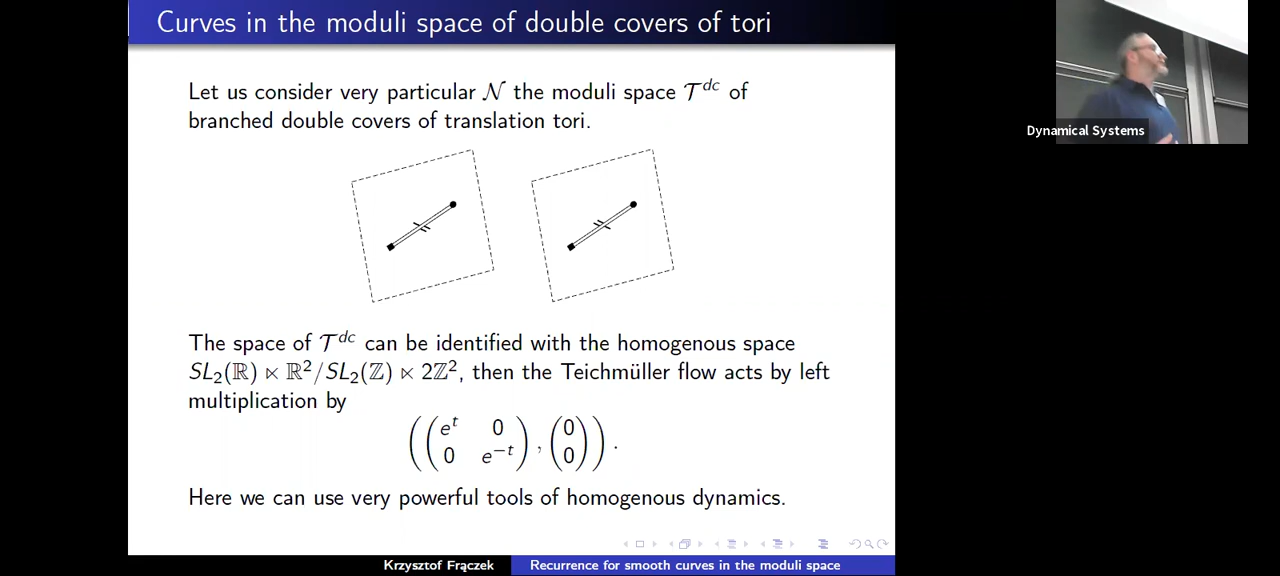 Curves in the moduli space of double covers of tori
Let us consider very particular 𝒩 the moduli space 𝒯^{dc} of
branched double covers of translation tori.
Dynamical Systems
The space of 𝒯^{dc} can be identified with the homogenous space
SL₂(ℝ) ⋉ ℝ²/SL₂(ℤ) ⋉ 2ℤ², then the Teichmüller flow acts by left
multiplication by
((e^t 0
0 e^{-t}), (0
0)).
Here we can use very powerful tools of homogenous dynamics.
Krzysztof Frączek
Recurrence for smooth curves in the moduli space